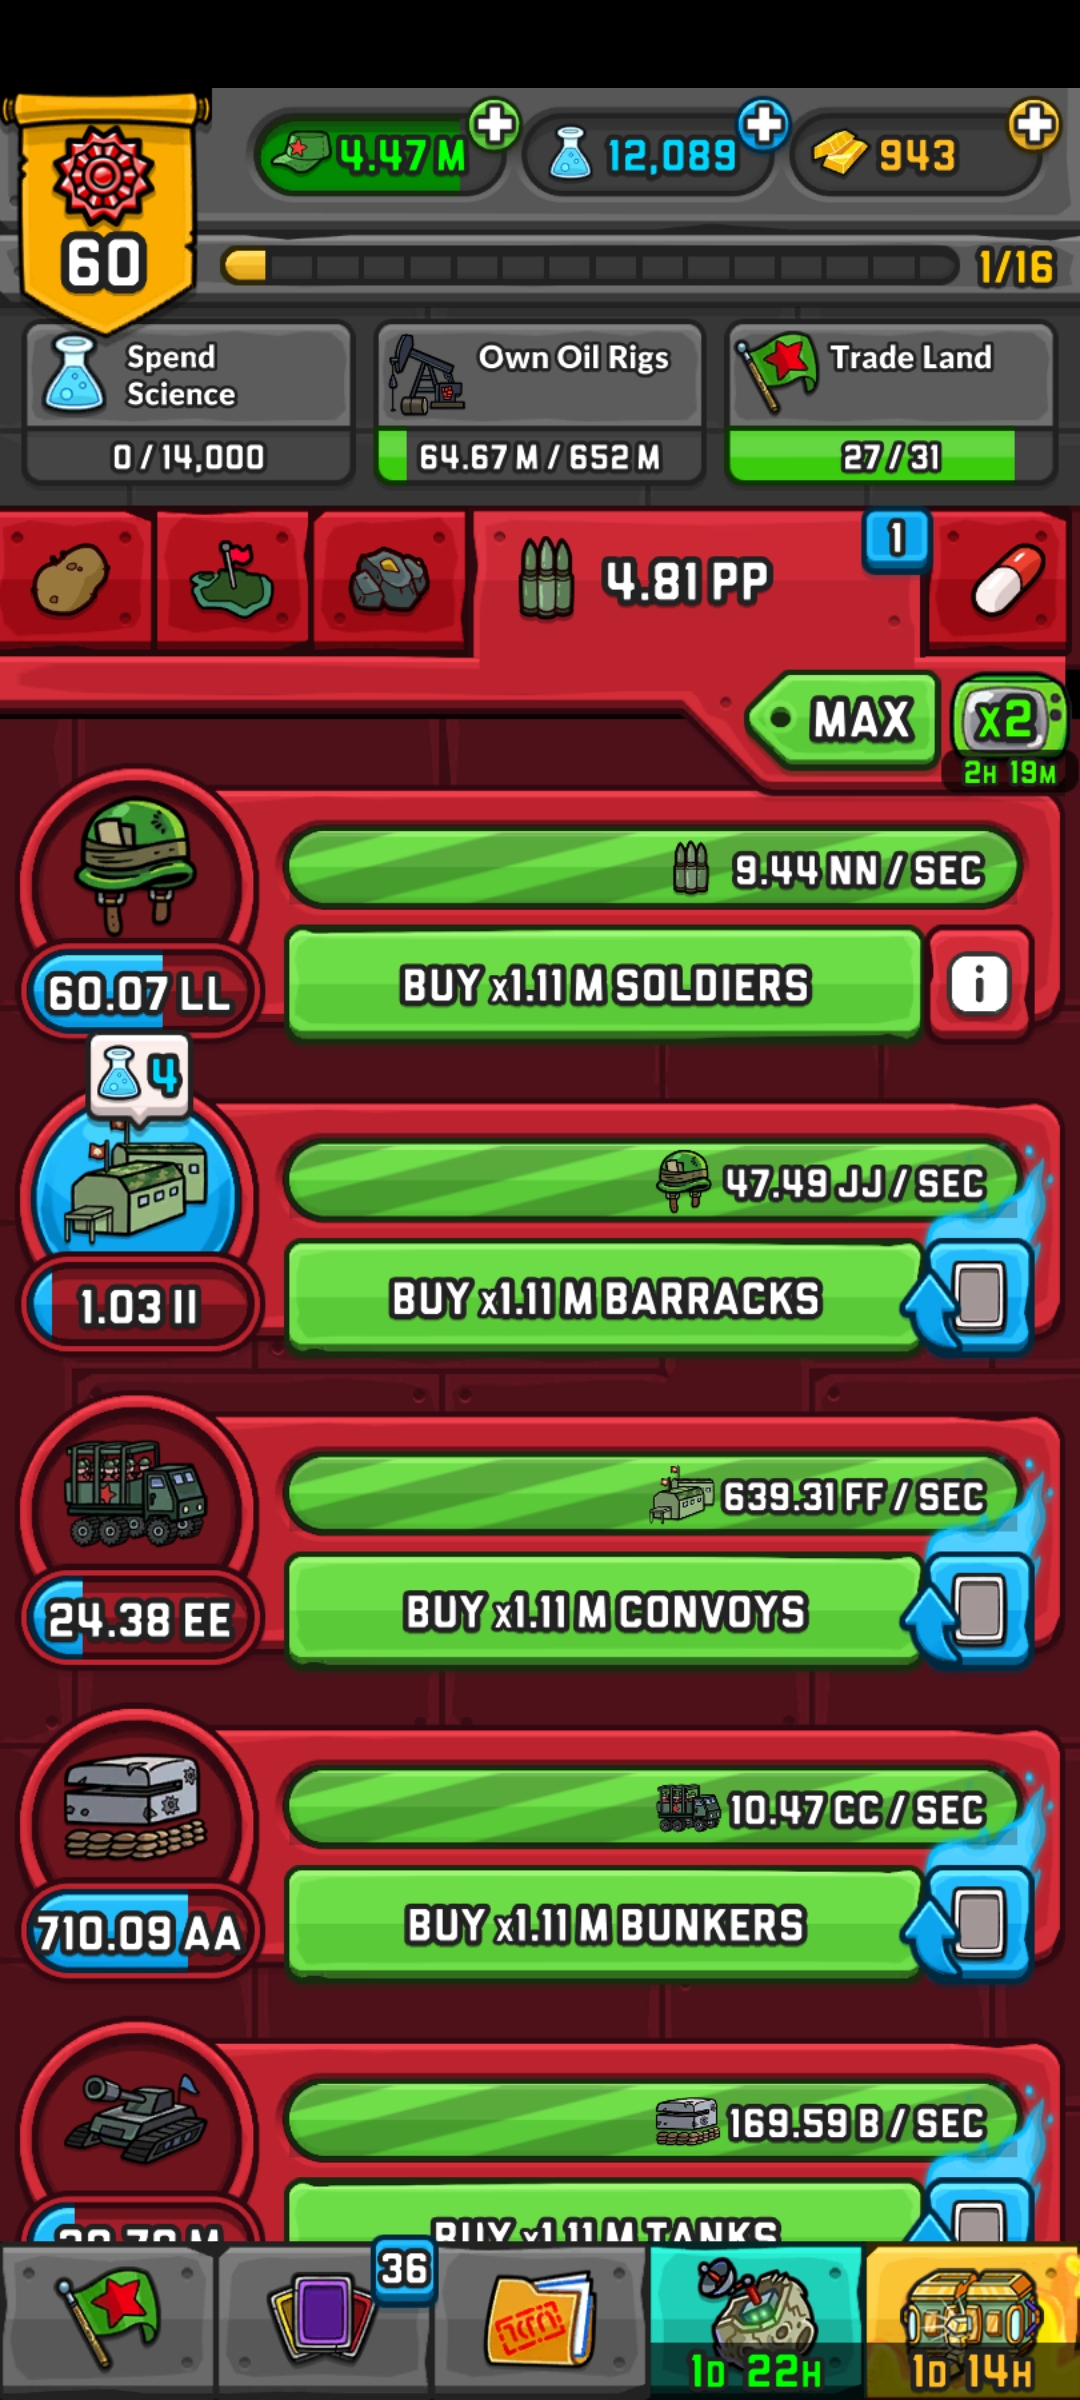 60
4.47 M
12,089
943
1/16
Spend
Science
0 / 14,000
Own Oil Rigs
64.67 M / 652 M
Trade Land
27 / 31
4.81 PP
1
MAX
x2
2H 19M
9.44 NN / SEC
60.07 LL
BUY x1.11 M SOLDIERS
i
4
47.49 JJ / SEC
1.03 II
BUY x1.11 M BARRACKS
639.31 FF / SEC
24.38 EE
BUY x1.11 M CONVOYS
10.47 CC / SEC
710.09 AA
BUY x1.11 M BUNKERS
169.59 B / SEC
BUY x1.11 M TANKS
36
1D 22H
1D 14H